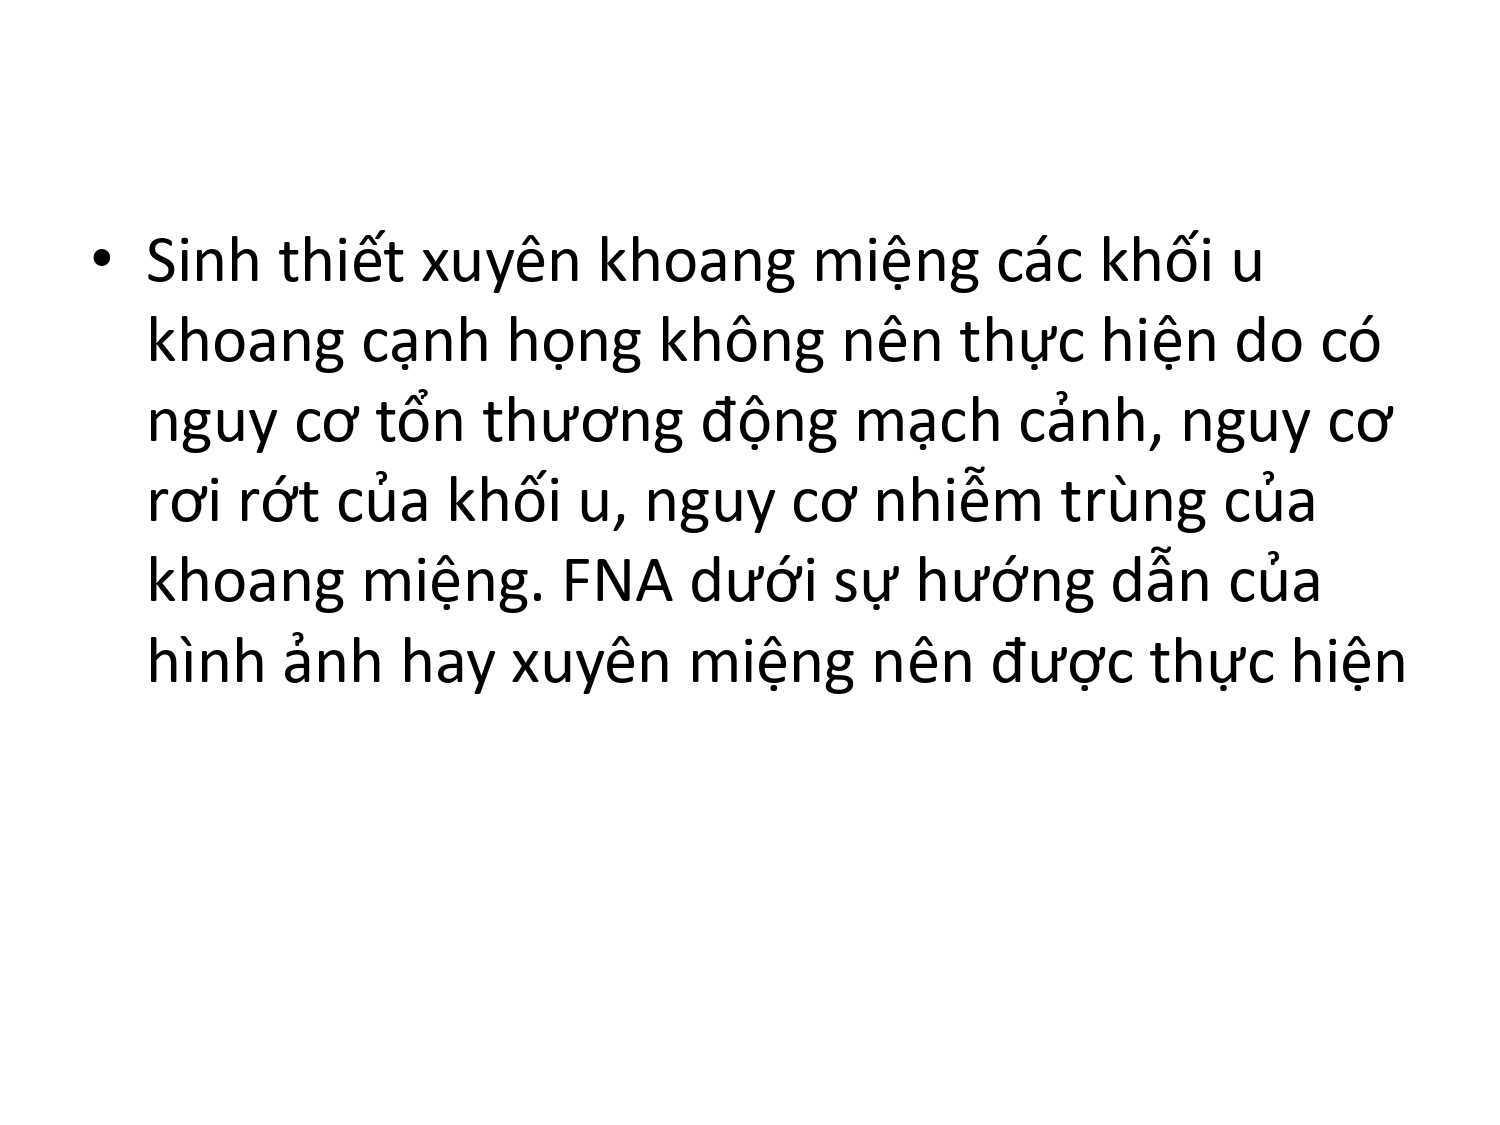 • Sinh thiết xuyên khoang miệng các khối u
khoang cạnh họng không nên thực hiện do có
nguy cơ tổn thương động mạch cảnh, nguy cơ
rơi rớt của khối u, nguy cơ nhiễm trùng của
khoang miệng. FNA dưới sự hướng dẫn của
hình ảnh hay xuyên miệng nên được thực hiện